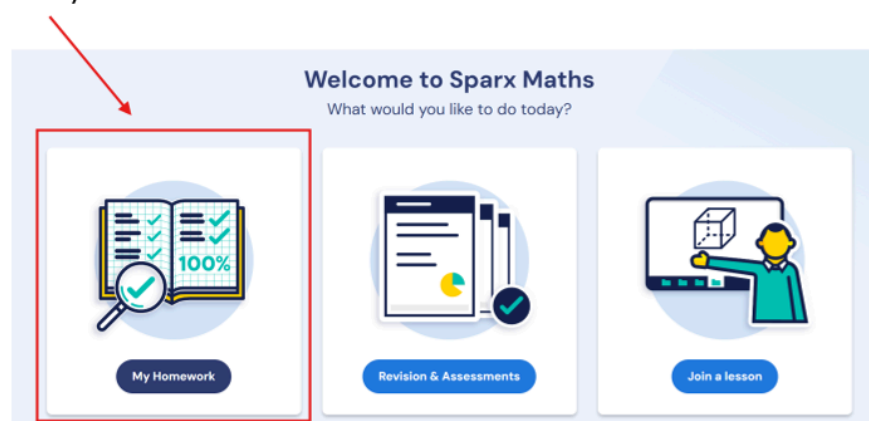 Welcome to Sparx Maths
What would you like to do today?
100%
My Homework
Revision & Assessments
Join a lesson